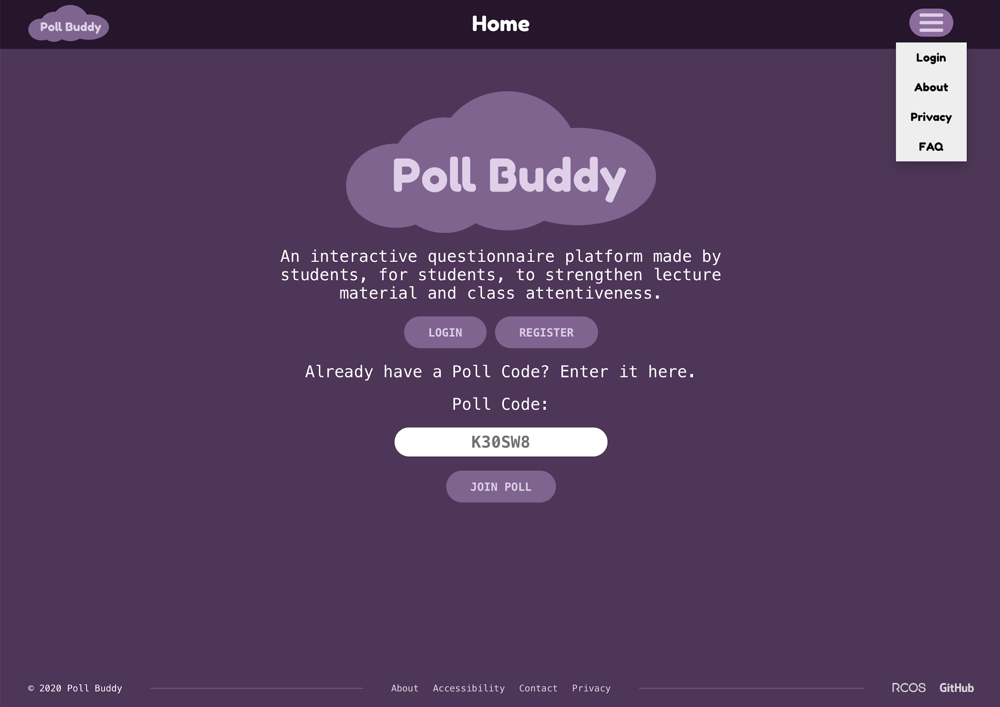 Poll Buddy
Home
Login
About
Privacy
FAQ
Poll Buddy
An interactive questionnaire platform made by
students, for students, to strengthen lecture
material and class attentiveness.
LOGIN REGISTER
Already have a Poll Code? Enter it here.
Poll Code:
K30SW8
JOIN POLL
© 2020 Poll Buddy About Accessibility Contact Privacy RCOS GitHub